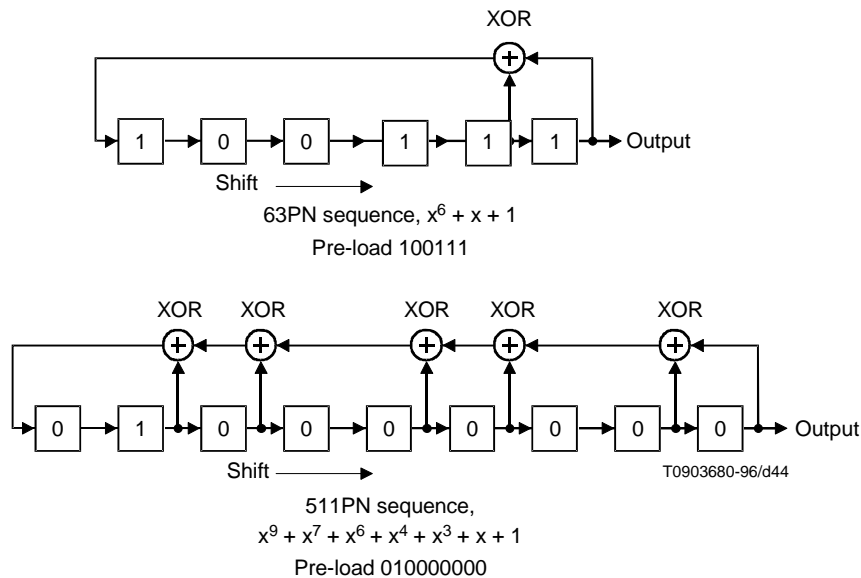 XOR
1 0 0 1 1 1 Output
Shift
63PN sequence, x⁶ + x + 1
Pre-load 100111
XOR XOR XOR XOR XOR
0 1 0 0 0 0 0 0 0 Output
Shift
T0903680-96/d44
511PN sequence,
x⁹ + x⁷ + x⁶ + x⁴ + x³ + x + 1
Pre-load 010000000